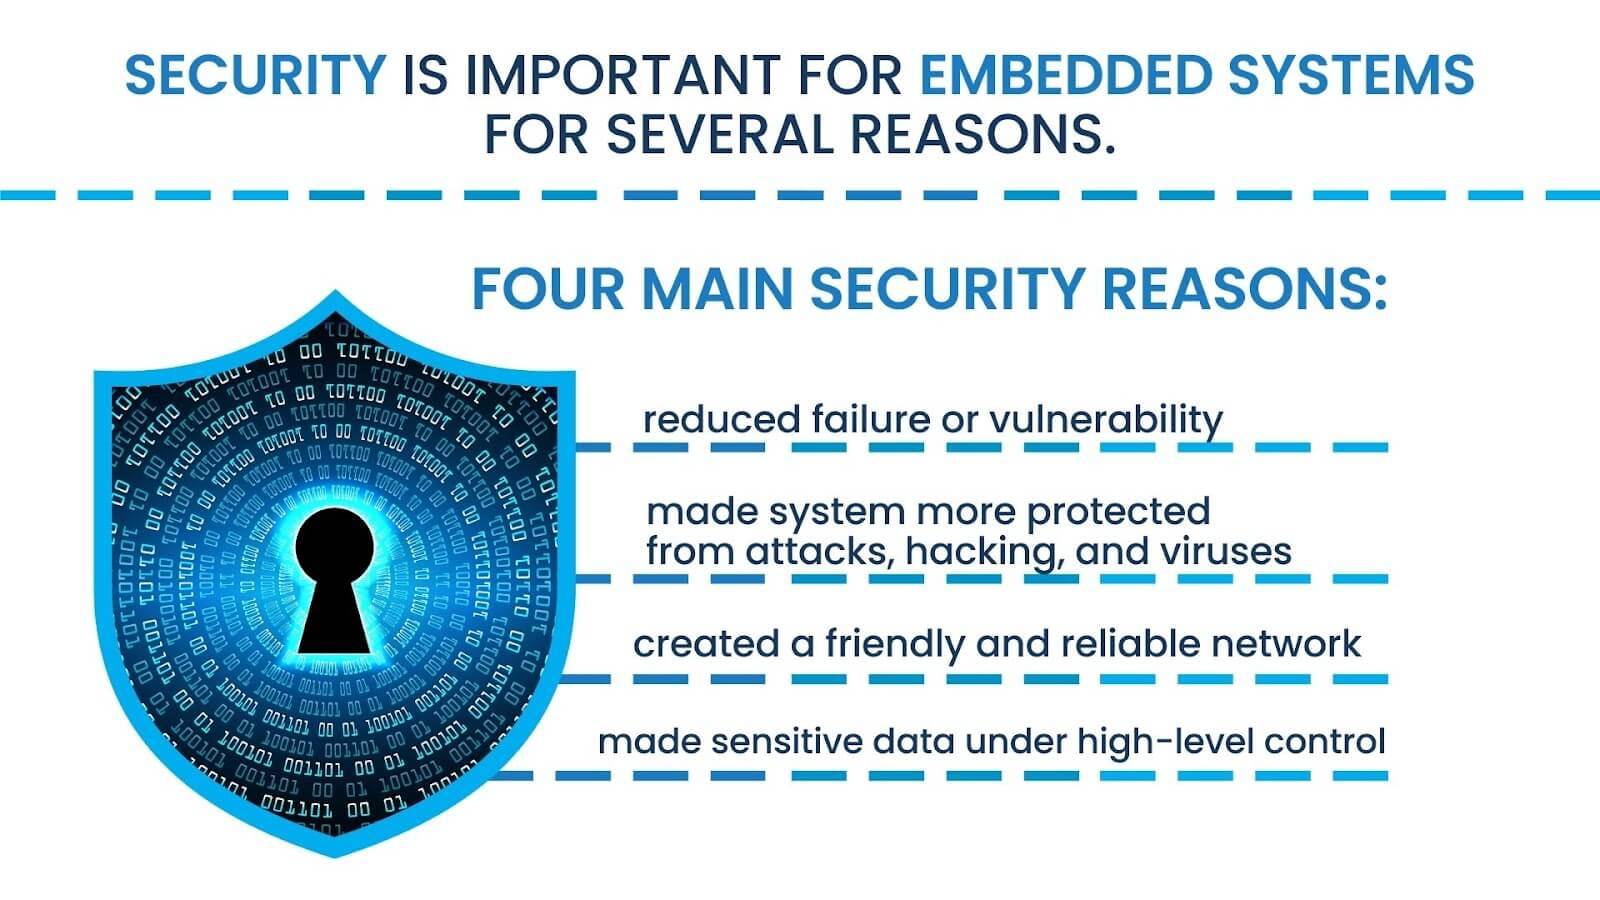 SECURITY IS IMPORTANT FOR EMBEDDED SYSTEMS
FOR SEVERAL REASONS.
FOUR MAIN SECURITY REASONS:
reduced failure or vulnerability
made system more protected
from attacks, hacking, and viruses
created a friendly and reliable network
made sensitive data under high-level control